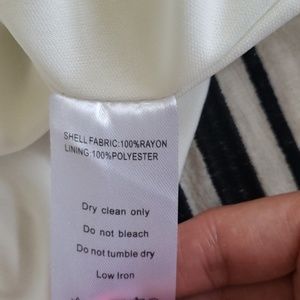 SHELL FABRIC:100%RAYON
LINING:100%POLYESTER
Dry clean only
Do not bleach
Do not tumble dry
Low Iron